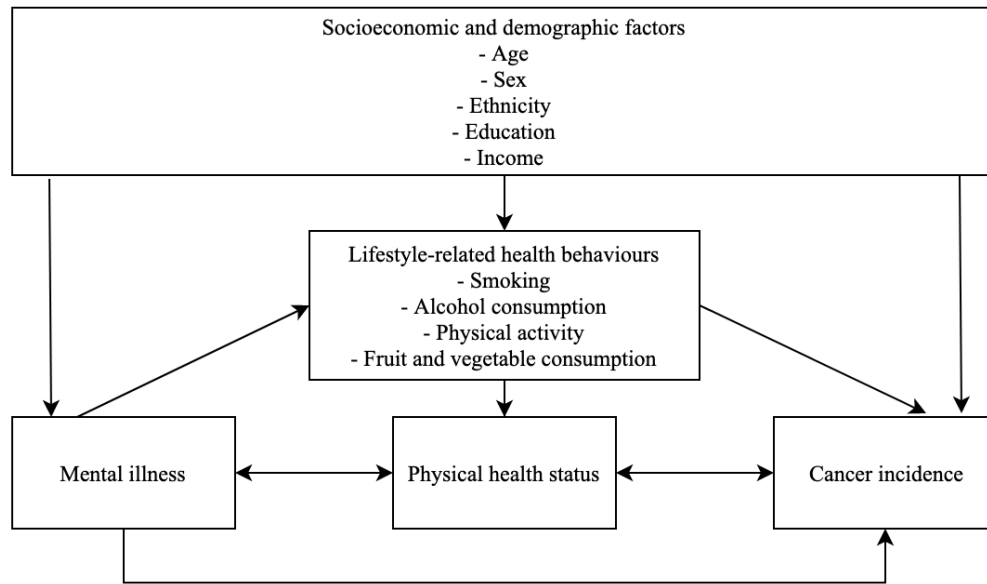 Socioeconomic and demographic factors
- Age
- Sex
- Ethnicity
- Education
- Income
Lifestyle-related health behaviours
- Smoking
- Alcohol consumption
- Physical activity
- Fruit and vegetable consumption
Mental illness
Physical health status
Cancer incidence